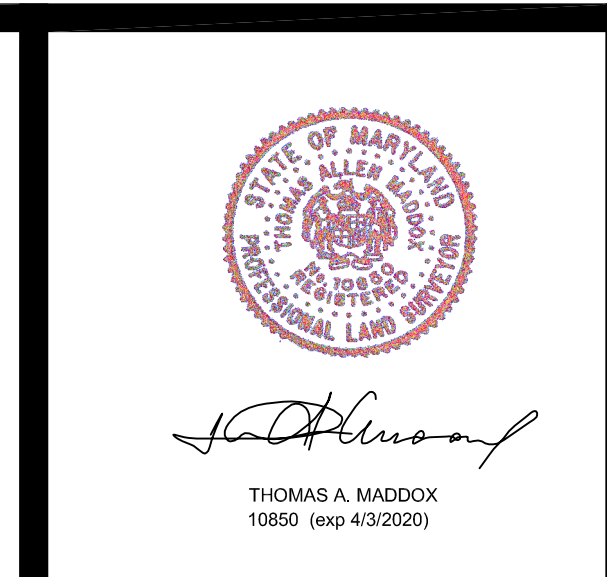 STATE OF MARYLAND
THOMAS ALLEN MADDOX
No. 10850
REGISTERED
PROFESSIONAL LAND SURVEYOR
THOMAS A. MADDOX
10850 (exp 4/3/2020)